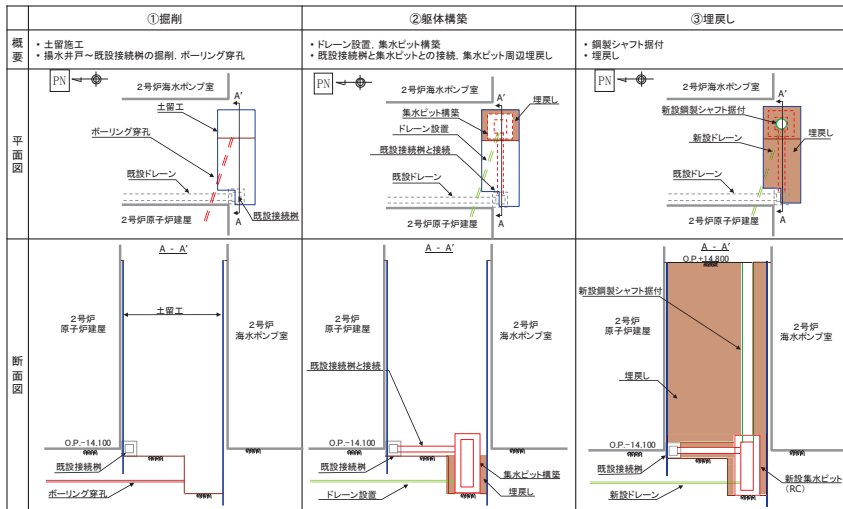 ①掘削
②躯体構築
③埋戻し
概要
・土留施工
・揚水井戸～既設接続桝の掘削，ボーリング穿孔
・ドレーン設置，集水ピット構築
・既設接続桝と集水ピットとの接続，集水ピット周辺埋戻し
・鋼製シャフト据付
・埋戻し
平面図
PN
2号炉海水ポンプ室
A'
土留工
ボーリング穿孔
既設ドレーン
A
2号炉原子炉建屋
既設接続桝
PN
2号炉海水ポンプ室
A'
集水ピット構築
埋戻し
ドレーン設置
既設接続桝と接続
既設ドレーン
A
2号炉原子炉建屋
PN
2号炉海水ポンプ室
A'
新設鋼製シャフト据付
新設ドレーン
埋戻し
既設ドレーン
A
2号炉原子炉建屋
断面図
A - A'
土留工
2号炉
原子炉建屋
2号炉
海水ポンプ室
O.P.-14.100
既設接続桝
ボーリング穿孔
A - A'
2号炉
原子炉建屋
2号炉
海水ポンプ室
既設接続桝と接続
O.P.-14.100
既設接続桝
集水ピット構築
ドレーン設置
埋戻し
A - A'
O.P.+14.800
新設鋼製シャフト据付
2号炉
原子炉建屋
2号炉
海水ポンプ室
埋戻し
O.P.-14.100
既設接続桝
新設ドレーン
新設集水ピット
(RC)